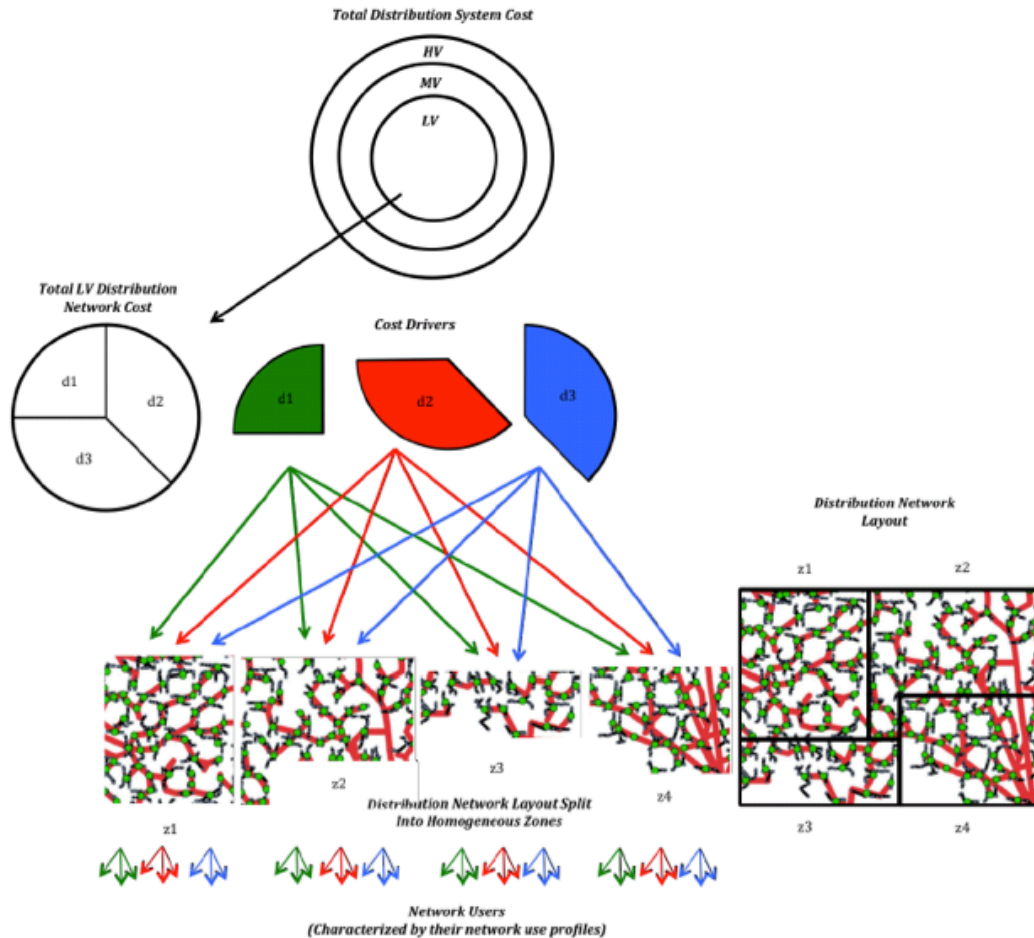 Total Distribution System Cost
HV
MV
LV
Total LV Distribution
Network Cost
d1
d2
d3
Cost Drivers
d1
d2
d3
Distribution Network
Layout
z1
z2
z3
z4
z1
z2
z3
z4
Distribution Network Layout Split
Into Homogeneous Zones
Network Users
(Characterized by their network use profiles)